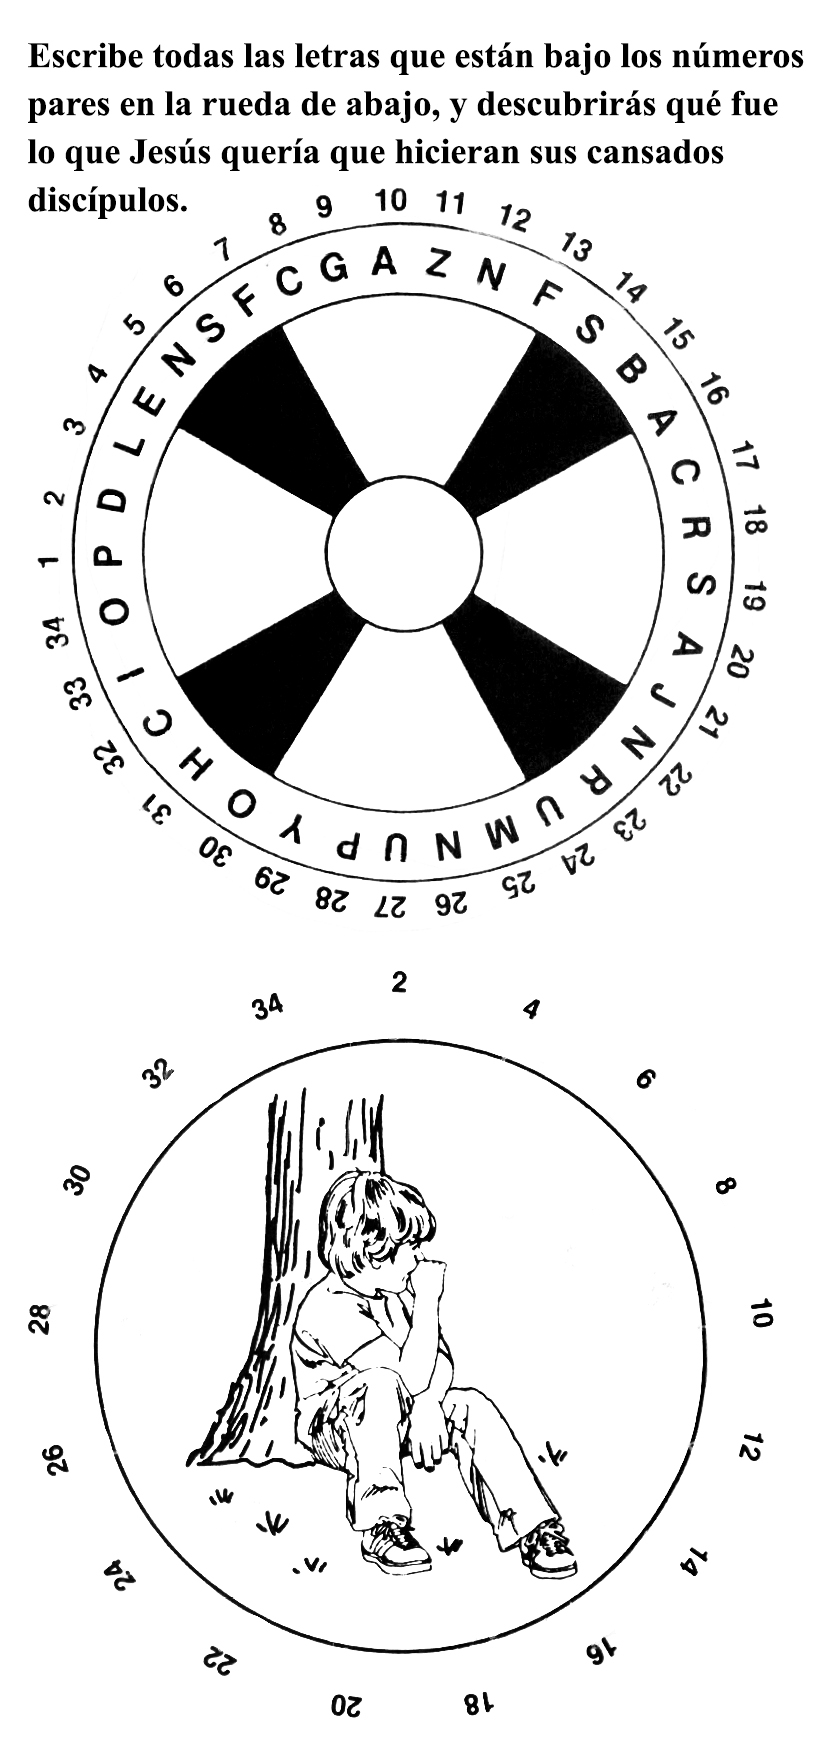 Escribe todas las letras que están bajo los números
pares en la rueda de abajo, y descubrirás qué fue
lo que Jesús quería que hicieran sus cansados
discípulos.
1 2 3 4 5 6 7 8 9 10 11 12 13 14 15 16 17 18 19 20 21 22 23 24 25 26 27 28 29 30 31 32 33 34
P D L E N S F C G A Z N F S B A C R S A J N R U M N U P Y O H C I O
2 4 6 8 10 12 14 16 18 20 22 24 26 28 30 32 34